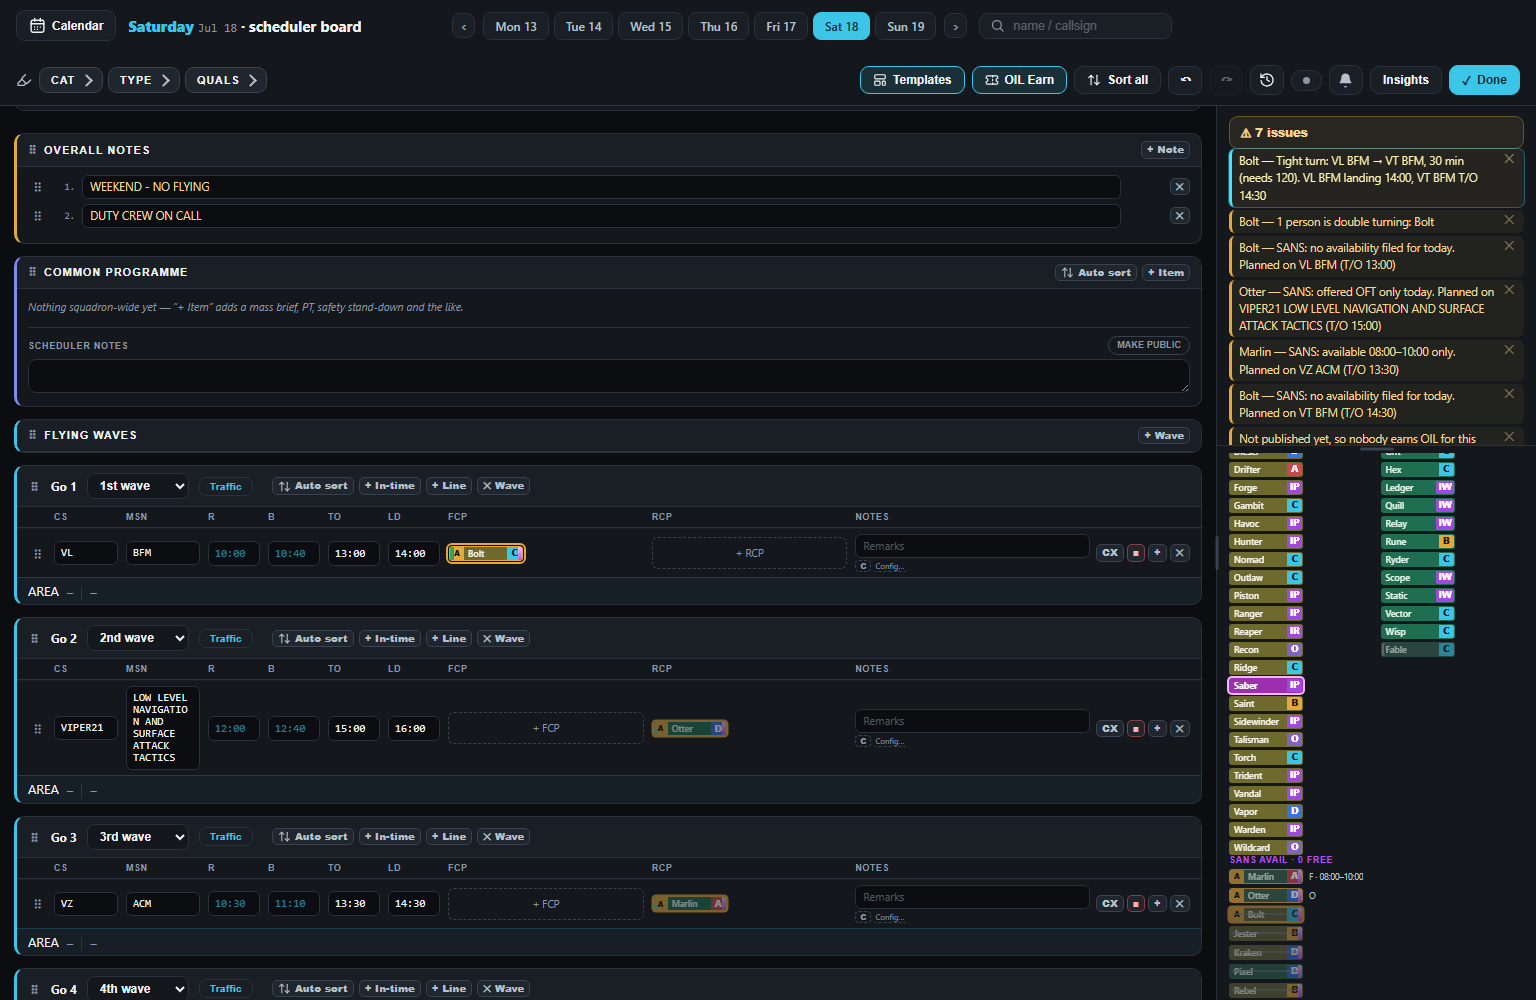 Calendar
Saturday Jul 18 · scheduler board
‹
Mon 13
Tue 14
Wed 15
Thu 16
Fri 17
Sat 18
Sun 19
›
name / callsign
CAT
TYPE
QUALS
Templates
OIL Earn
Sort all
Insights
✓ Done
OVERALL NOTES
+ Note
1. WEEKEND - NO FLYING
2. DUTY CREW ON CALL
COMMON PROGRAMME
Auto sort
+ Item
Nothing squadron-wide yet — "+ Item" adds a mass brief, PT, safety stand-down and the like.
SCHEDULER NOTES
MAKE PUBLIC
FLYING WAVES
+ Wave
Go 1 1st wave Traffic Auto sort + In-time + Line X Wave
CS MSN R B TO LD FCP RCP NOTES
VL BFM 10:00 10:40 13:00 14:00 A Bolt C + RCP Remarks CX + X
C Config...
AREA – –
Go 2 2nd wave Traffic Auto sort + In-time + Line X Wave
CS MSN R B TO LD FCP RCP NOTES
VIPER21 LOW LEVEL NAVIGATIO N AND SURFACE ATTACK TACTICS 12:00 12:40 15:00 16:00 + FCP A Otter D Remarks CX + X
C Config...
AREA – –
Go 3 3rd wave Traffic Auto sort + In-time + Line X Wave
CS MSN R B TO LD FCP RCP NOTES
VZ ACM 10:30 11:10 13:30 14:30 + FCP A Marlin A Remarks CX + X
C Config...
AREA – –
Go 4 4th wave Traffic Auto sort + In-time + Line X Wave
⚠ 7 issues
Bolt — Tight turn: VL BFM → VT BFM, 30 min
(needs 120). VL BFM landing 14:00, VT BFM T/O
14:30
Bolt — 1 person is double turning: Bolt
Bolt — SANS: no availability filed for today.
Planned on VL BFM (T/O 13:00)
Otter — SANS: offered OFT only today. Planned on
VIPER21 LOW LEVEL NAVIGATION AND SURFACE
ATTACK TACTICS (T/O 15:00)
Marlin — SANS: available 08:00–10:00 only.
Planned on VZ ACM (T/O 13:30)
Bolt — SANS: no availability filed for today.
Planned on VT BFM (T/O 14:30)
Not published yet, so nobody earns OIL for this
Drifter A
Forge IP
Gambit C
Havoc IP
Hunter IP
Nomad C
Outlaw C
Piston IP
Ranger IP
Reaper IR
Recon O
Ridge C
Saber IP
Saint B
Sidewinder IP
Talisman O
Torch C
Trident IP
Vandal IP
Vapor D
Warden IP
Wildcard O
Hex C
Ledger IW
Quill IW
Relay IW
Rune B
Ryder C
Scope IW
Static IW
Vector C
Wisp C
Fable C
SANS AVAIL · 0 FREE
A Marlin A F · 08:00–10:00
A Otter D O
A Bolt C
Jester B
Kraken D
Pixel D
Rebel B